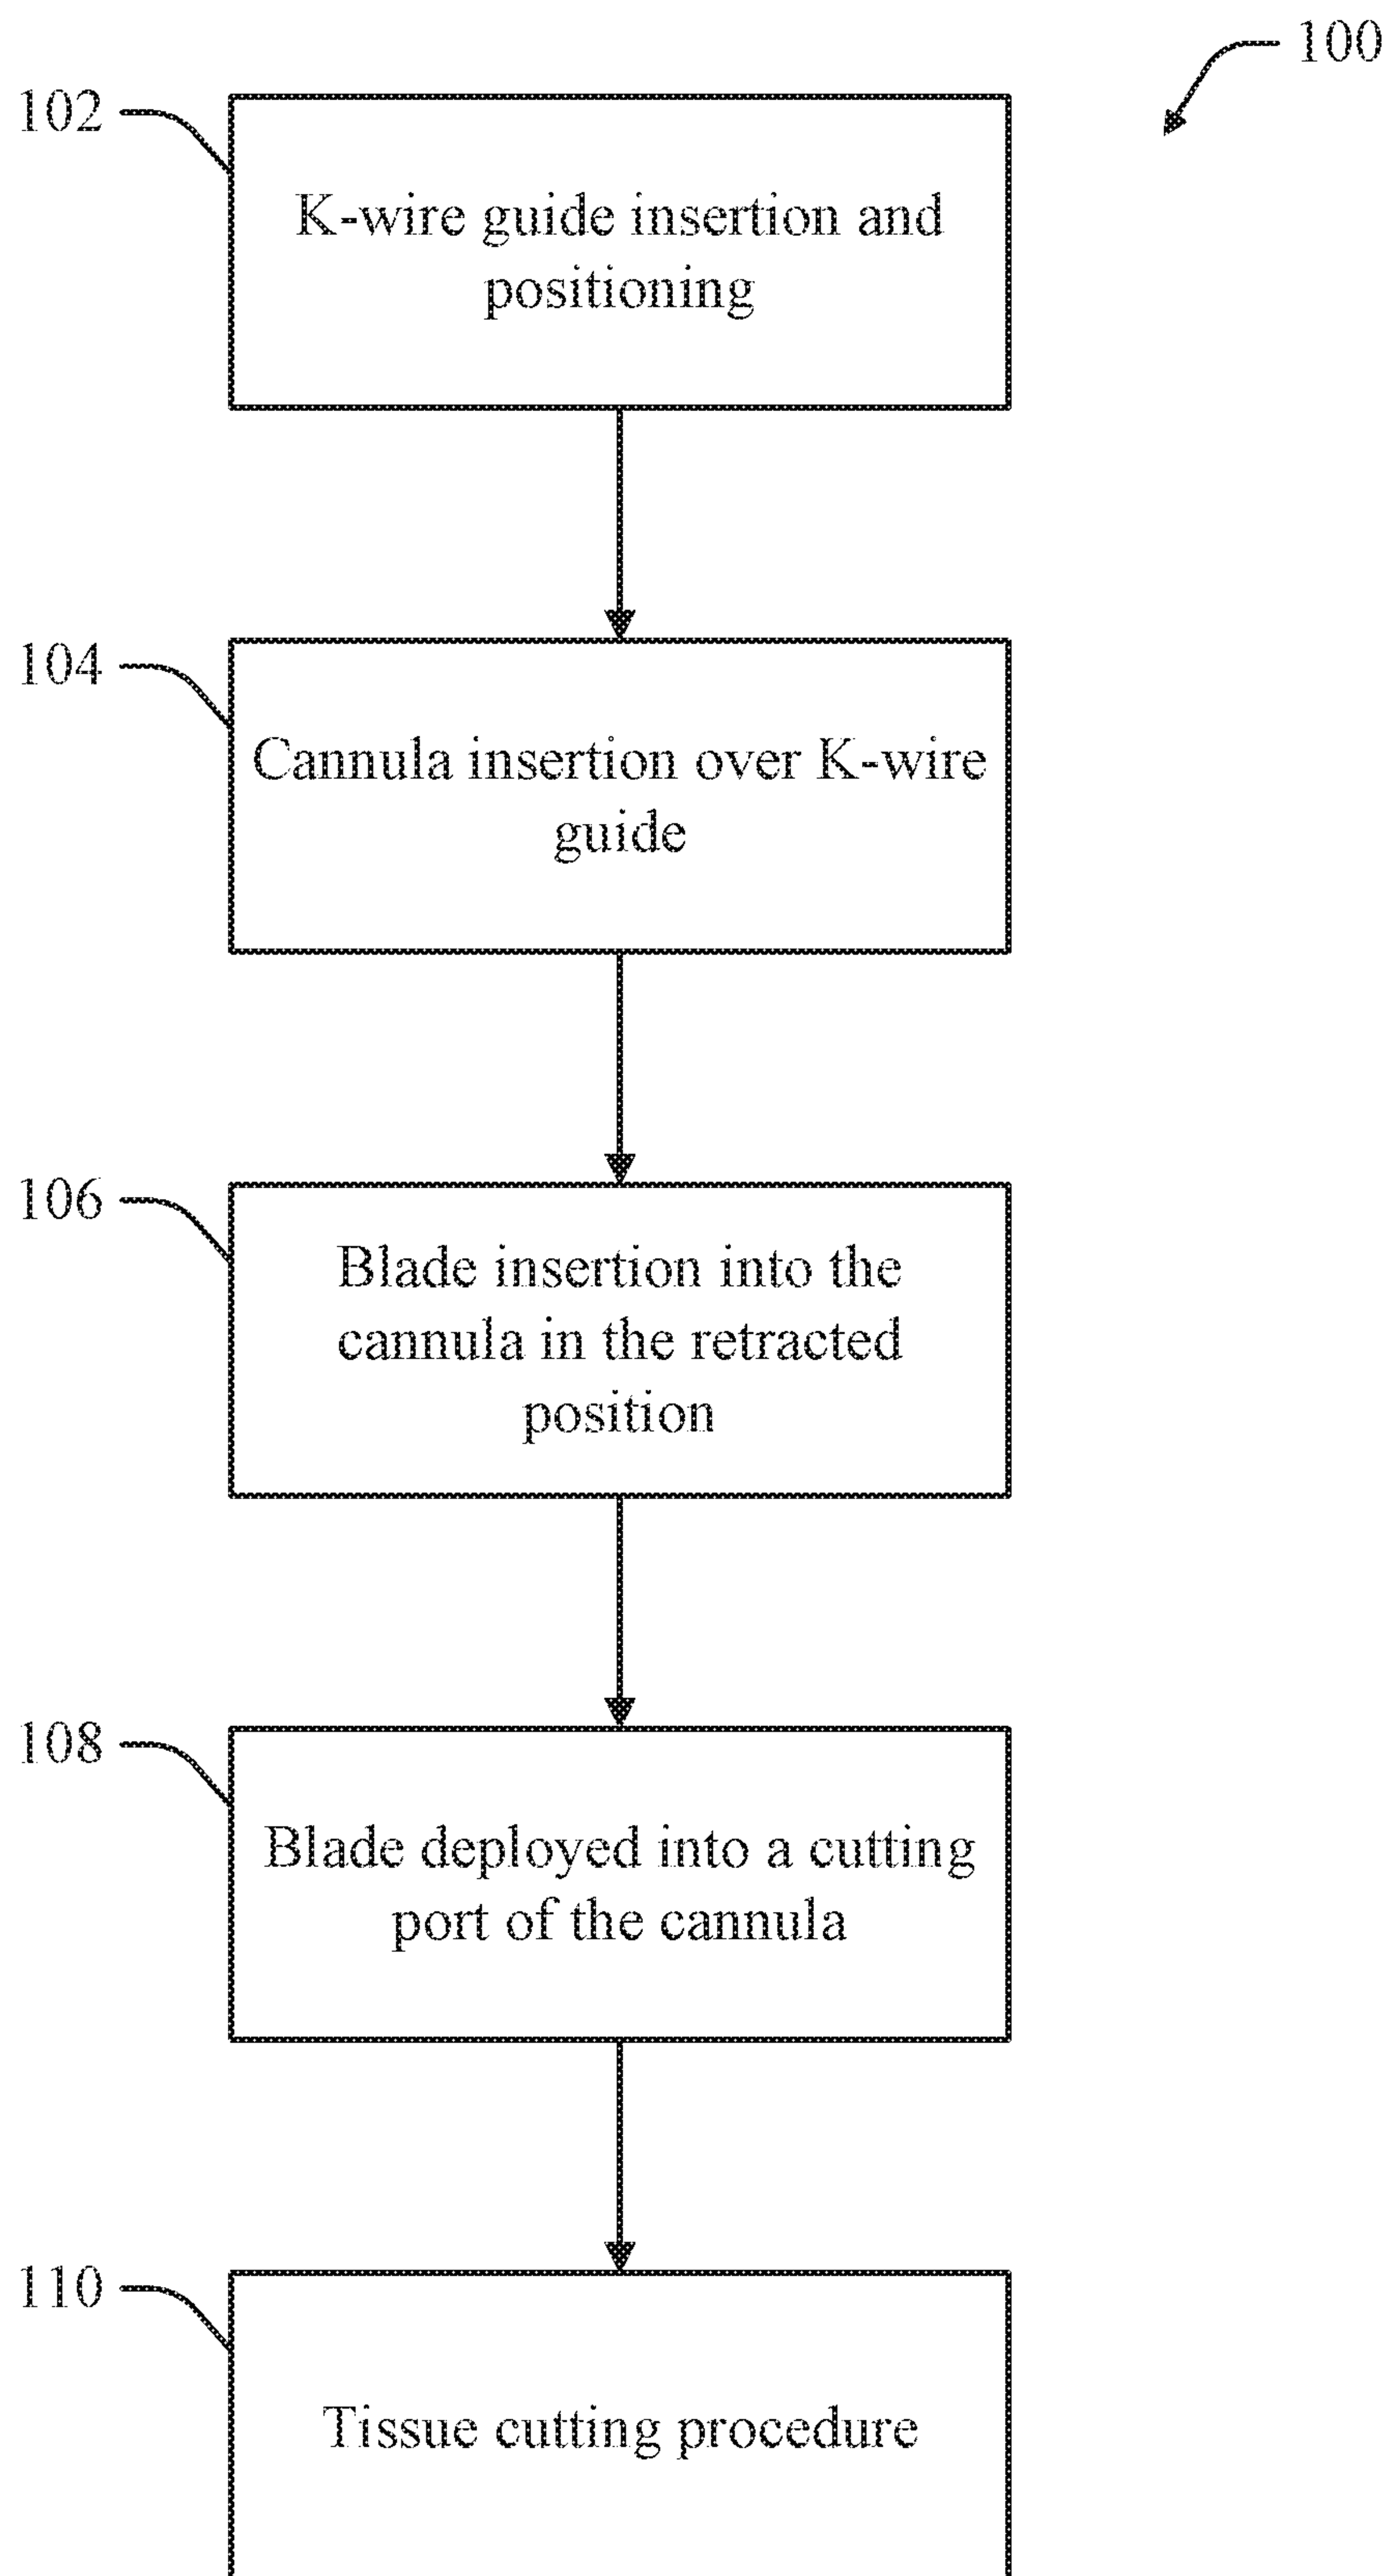 100
102
K-wire guide insertion and
positioning
104
Cannula insertion over K-wire
guide
106
Blade insertion into the
cannula in the retracted
position
108
Blade deployed into a cutting
port of the cannula
110
Tissue cutting procedure